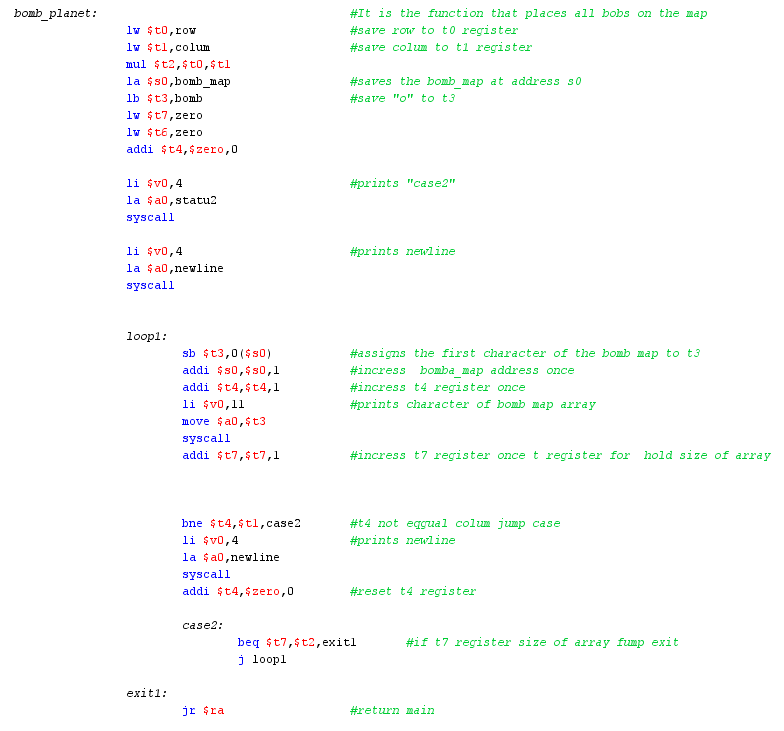 bomb_planet: #It is the function that places all bobs on the map
lw $t0,row #save row to t0 register
lw $t1,colum #save colum to t1 register
mul $t2,$t0,$t1
la $s0,bomb_map #saves the bomb_map at address s0
lb $t3,bomb #save "o" to t3
lw $t7,zero
lw $t6,zero
addi $t4,$zero,0
li $v0,4 #prints "case2"
la $a0,statu2
syscall
li $v0,4 #prints newline
la $a0,newline
syscall
loop1:
sb $t3,0($s0) #assigns the first character of the bomb map to t3
addi $s0,$s0,1 #incress bomba_map address once
addi $t4,$t4,1 #incress t4 register once
li $v0,11 #prints character of bomb map array
move $a0,$t3
syscall
addi $t7,$t7,1 #incress t7 register once t register for hold size of array
bne $t4,$t1,case2 #t4 not eqgual colum jump case
li $v0,4 #prints newline
la $a0,newline
syscall
addi $t4,$zero,0 #reset t4 register
case2:
beq $t7,$t2,exit1 #if t7 register size of array fump exit
j loop1
exit1:
jr $ra #return main